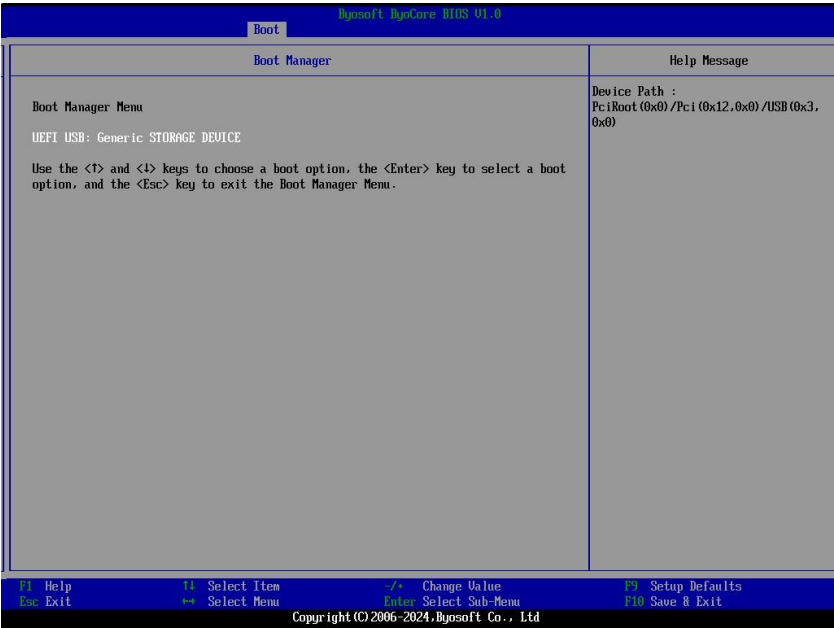 Byosoft ByoCore BIOS V1.0
Boot
Boot Manager
Help Message
Boot Manager Menu
UEFI USB: Generic STORAGE DEVICE
Use the <↑> and <↓> keys to choose a boot option, the <Enter> key to select a boot
option, and the <Esc> key to exit the Boot Manager Menu.
Device Path :
PciRoot(0x0)/Pci(0x12,0x0)/USB(0x3,
0x0)
F1 Help ↑↓ Select Item -/+ Change Value F9 Setup Defaults
Esc Exit ↔ Select Menu Enter Select Sub-Menu F10 Save & Exit
Copyright(C)2006-2024,Byosoft Co., Ltd